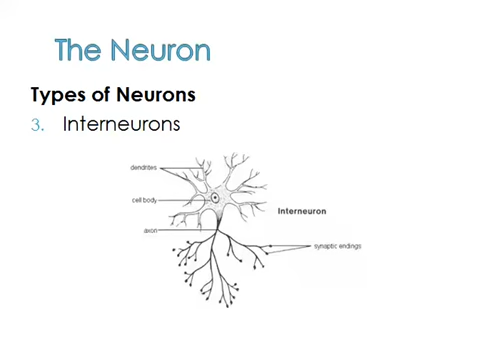 The Neuron
Types of Neurons
3. Interneurons
dendrites
cell body
Interneuron
axon
synaptic endings